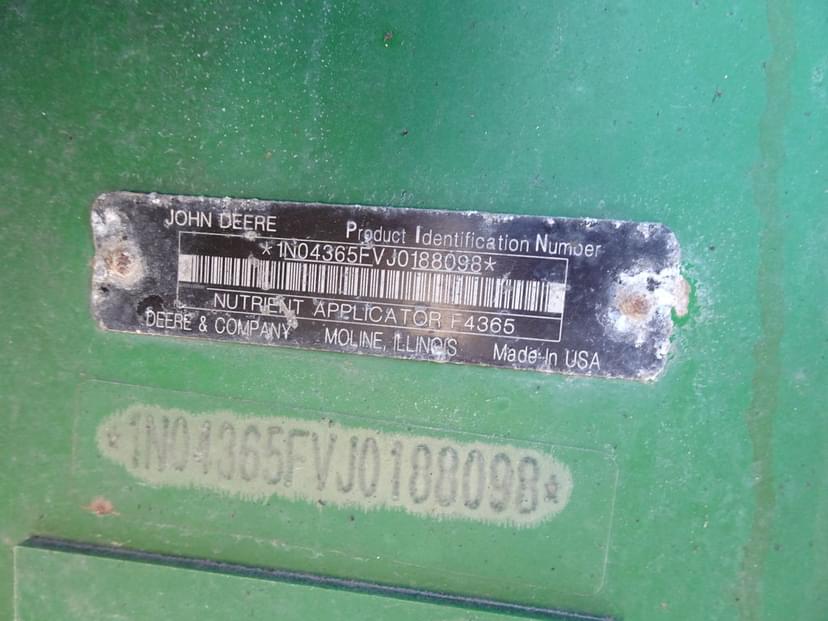 JOHN DEERE Product Identification Number
*1N04365FVJ0188098*
NUTRIENT APPLICATOR F4365
DEERE & COMPANY MOLINE, ILLINOIS Made In USA
*1N04365FVJ0188098*